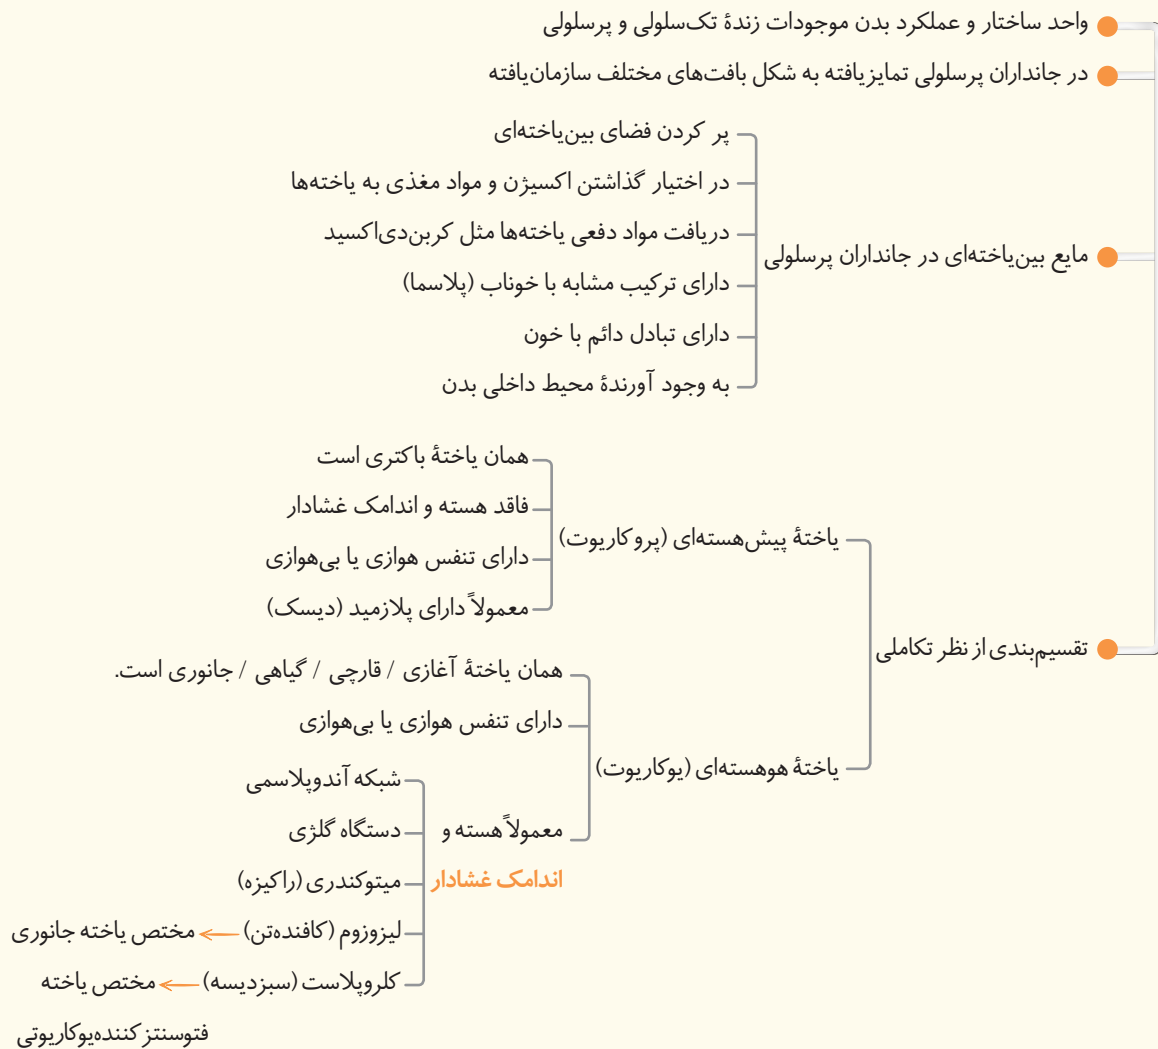 واحد ساختار و عملکرد بدن موجودات زندۀ تک‌سلولی و پرسلولی
در جانداران پرسلولی تمایزیافته به شکل بافت‌های مختلف سازمان‌یافته
مایع بین‌یاخته‌ای در جانداران پرسلولی
پر کردن فضای بین‌یاخته‌ای
در اختیار گذاشتن اکسیژن و مواد مغذی به یاخته‌ها
دریافت مواد دفعی یاخته‌ها مثل کربن‌دی‌اکسید
دارای ترکیب مشابه با خوناب (پلاسما)
دارای تبادل دائم با خون
به وجود آورندۀ محیط داخلی بدن
تقسیم‌بندی از نظر تکاملی
یاختۀ پیش‌هسته‌ای (پروکاریوت)
همان یاختۀ باکتری است
فاقد هسته و اندامک غشادار
دارای تنفس هوازی یا بی‌هوازی
معمولاً دارای پلازمید (دیسک)
یاختۀ هوهسته‌ای (یوکاریوت)
همان یاختۀ آغازی / قارچی / گیاهی / جانوری است.
دارای تنفس هوازی یا بی‌هوازی
معمولاً هسته و
اندامک غشادار
شبکه آندوپلاسمی
دستگاه گلژی
میتوکندری (راکیزه)
لیزوزوم (کافنده‌تن) ← مختص یاخته جانوری
کلروپلاست (سبزدیسه) ← مختص یاخته
فتوسنتزکننده‌یوکاریوتی